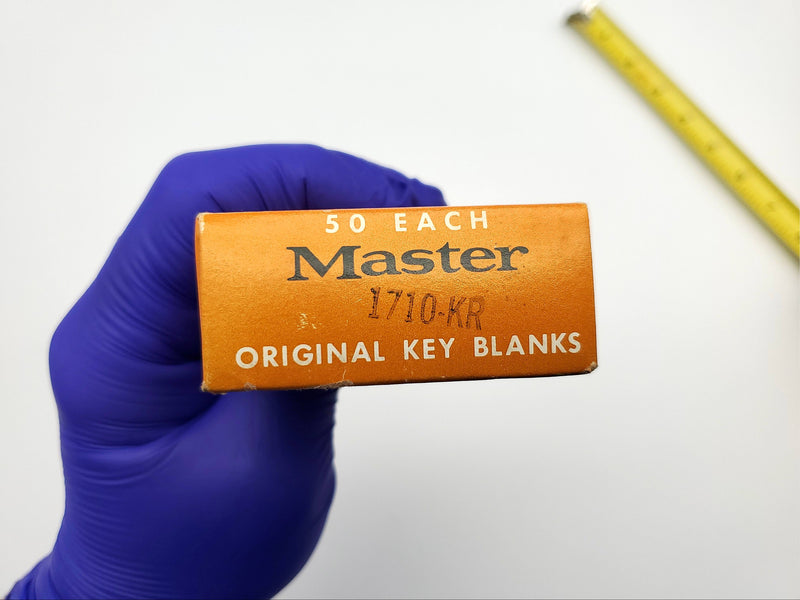 50 EACH
Master
1710-KR
ORIGINAL KEY BLANKS